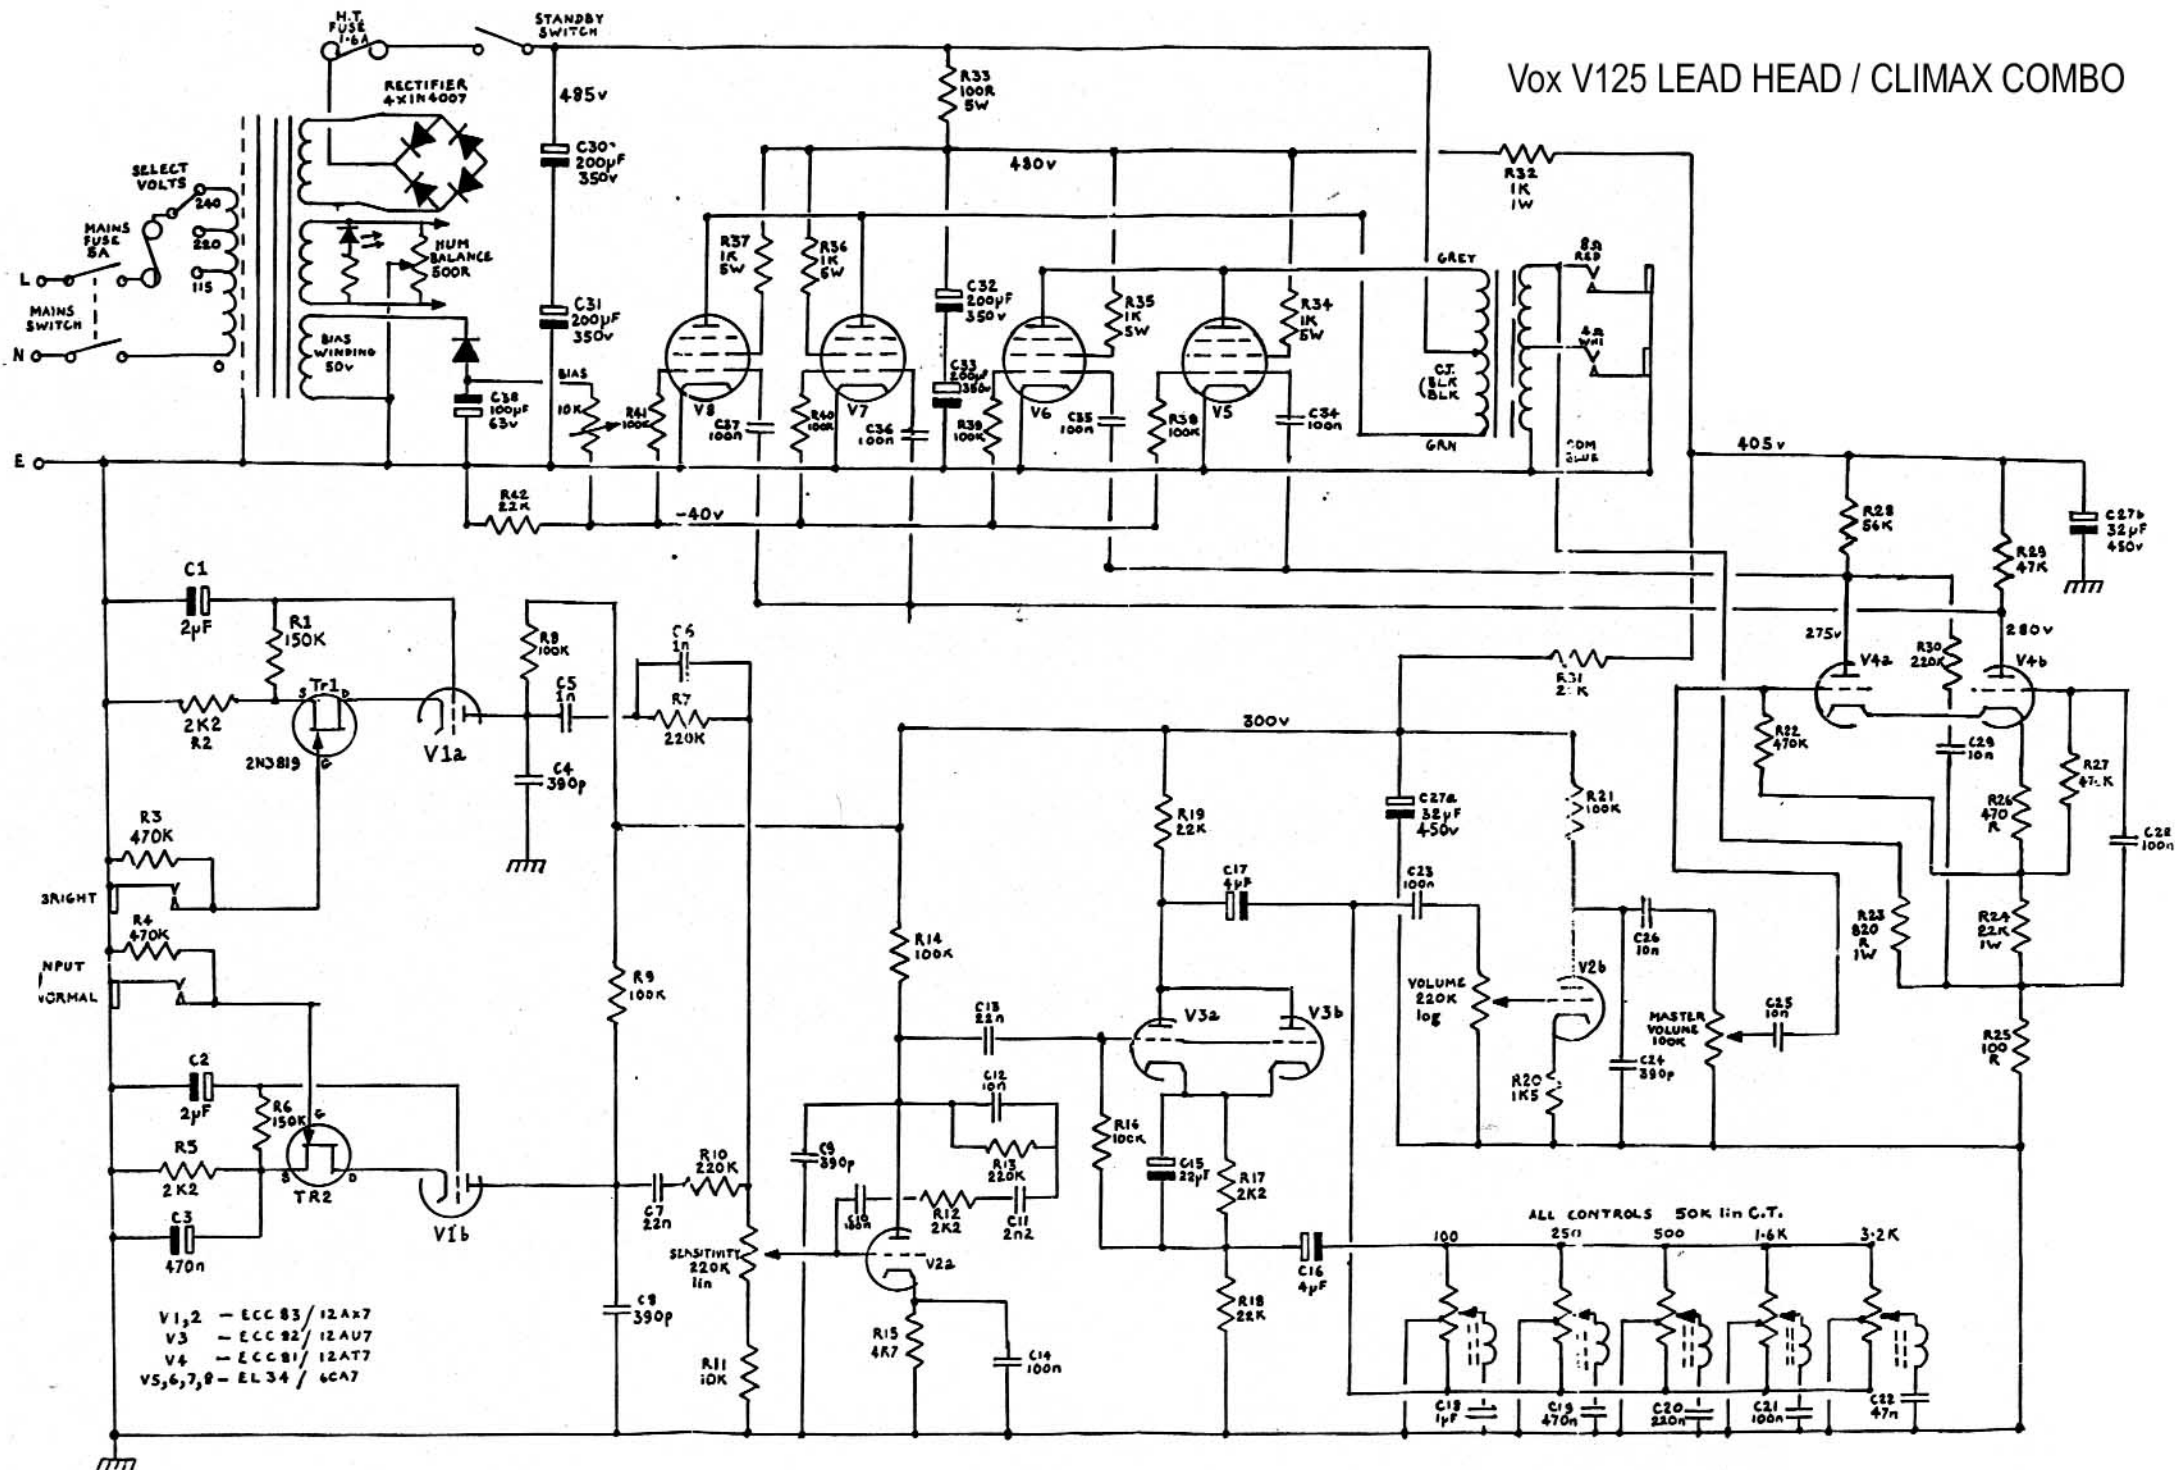 Vox V125 LEAD HEAD / CLIMAX COMBO
H.T.
FUSE
1.6A
STANDBY
SWITCH
RECTIFIER
4X1N4007
485v
C30
200µF
350v
R33
100R
5W
480v
R32
1K
1W
SELECT
VOLTS
240
220
115
MAINS
FUSE
5A
L
MAINS
SWITCH
N
E
HUM
BALANCE
500R
BIAS
WINDING
50v
C38
100µF
63v
C31
200µF
350v
BIAS
10K
R37
1K
5W
R36
1K
5W
C32
200µF
350v
R35
1K
5W
R34
1K
5W
R41
100K
V8
C37
100n
R40
100K
V7
C36
100n
C33
200µF
350v
R39
100K
V6
C35
100n
R38
100K
V5
C34
100n
GREY
C.T.
(BLK
BLK
GRN
8Ω
RED
4Ω
WHI
405v
R42
22K
-40v
R28
56K
R29
47K
C27b
32µF
450v
C1
2µF
R1
150K
Tr1
S
D
G
2K2
R2
2N3819
V1a
R8
100K
C5
1n
C4
390p
C6
1n
R7
220K
300v
R31
275v
280v
V4a
V4b
R30
220K
C29
10n
R22
470K
R27
R26
470
R
C28
100n
R3
470K
R4
470K
NORMAL
R9
100K
R14
100K
R19
22K
C17
4µF
C27a
32µF
450v
C23
100n
R21
100K
VOLUME
220K
log
V2b
C26
10n
MASTER
VOLUME
100K
C25
10n
C24
390p
R20
1K5
R23
820
R
1W
R24
22K
1W
R25
100
R
C2
2µF
R6
150K
G
R5
2K2
S
D
TR2
C3
470n
V1b
R10
220K
C7
22n
C8
390p
SENSITIVITY
220K
lin
R11
10K
C13
22n
C12
10n
R13
220K
C9
390p
C10
100n
R12
2K2
C11
2n2
V2a
R15
4K7
C14
100n
V3a
V3b
R16
100K
C15
22µF
R17
2K2
R18
22K
C16
4µF
ALL CONTROLS 50K lin C.T.
100
250
500
1.6K
3.2K
C18
1µF
C19
470n
C20
220n
C21
100n
C22
47n
V1,2 - ECC 83/ 12AX7
V3 - ECC 82/ 12AU7
V4 - ECC 81/ 12AT7
V5,6,7,8 - EL34 / 6CA7